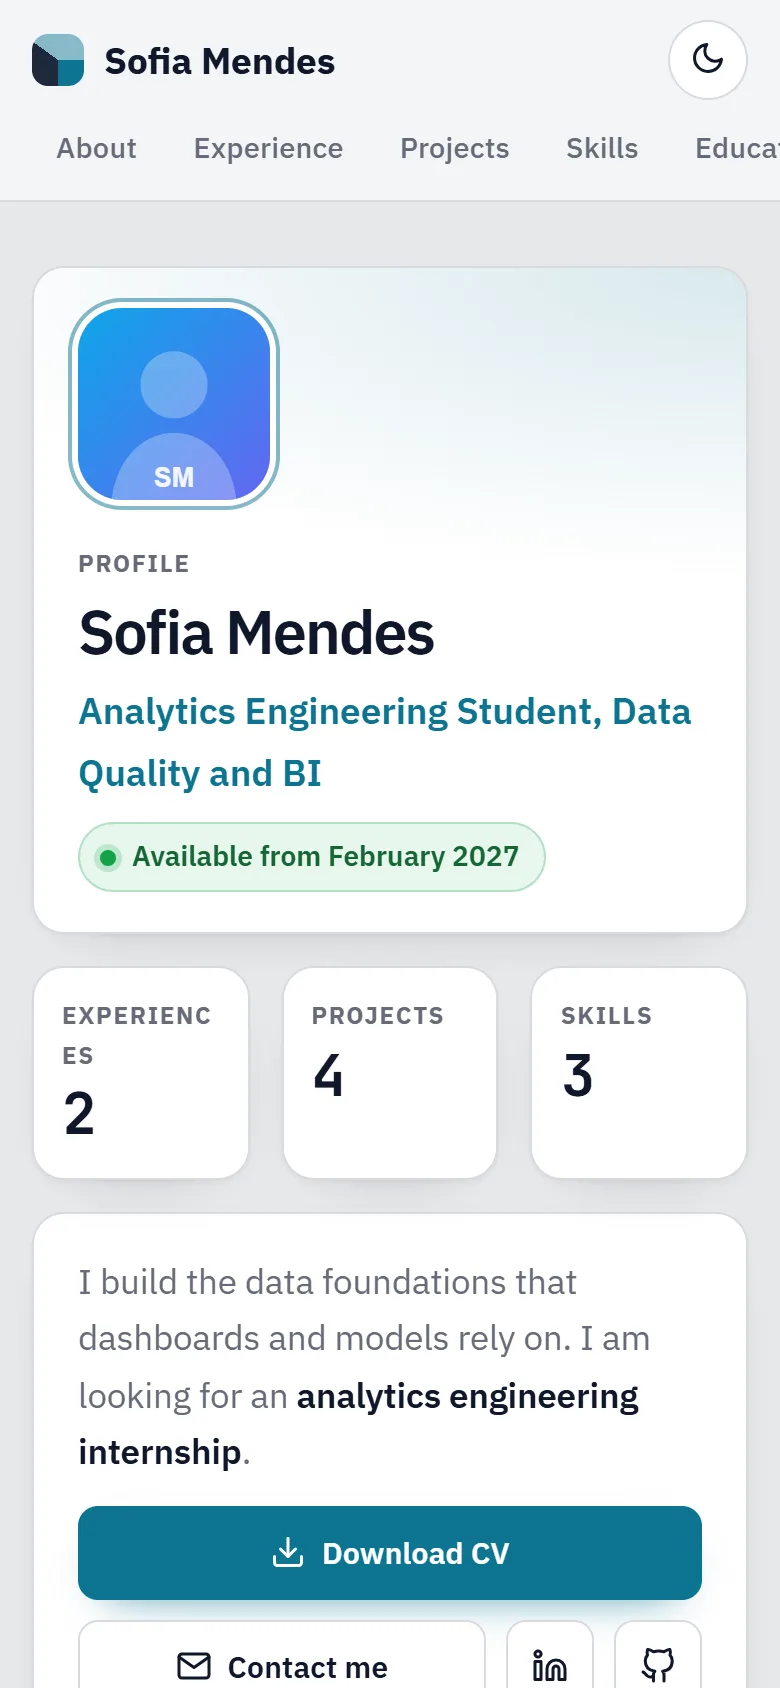 Sofia Mendes
About Experience Projects Skills Educat
SM
PROFILE
Sofia Mendes
Analytics Engineering Student, Data
Quality and BI
Available from February 2027
EXPERIENC
ES
2
PROJECTS
4
SKILLS
3
I build the data foundations that
dashboards and models rely on. I am
looking for an analytics engineering
internship.
Download CV
Contact me
in